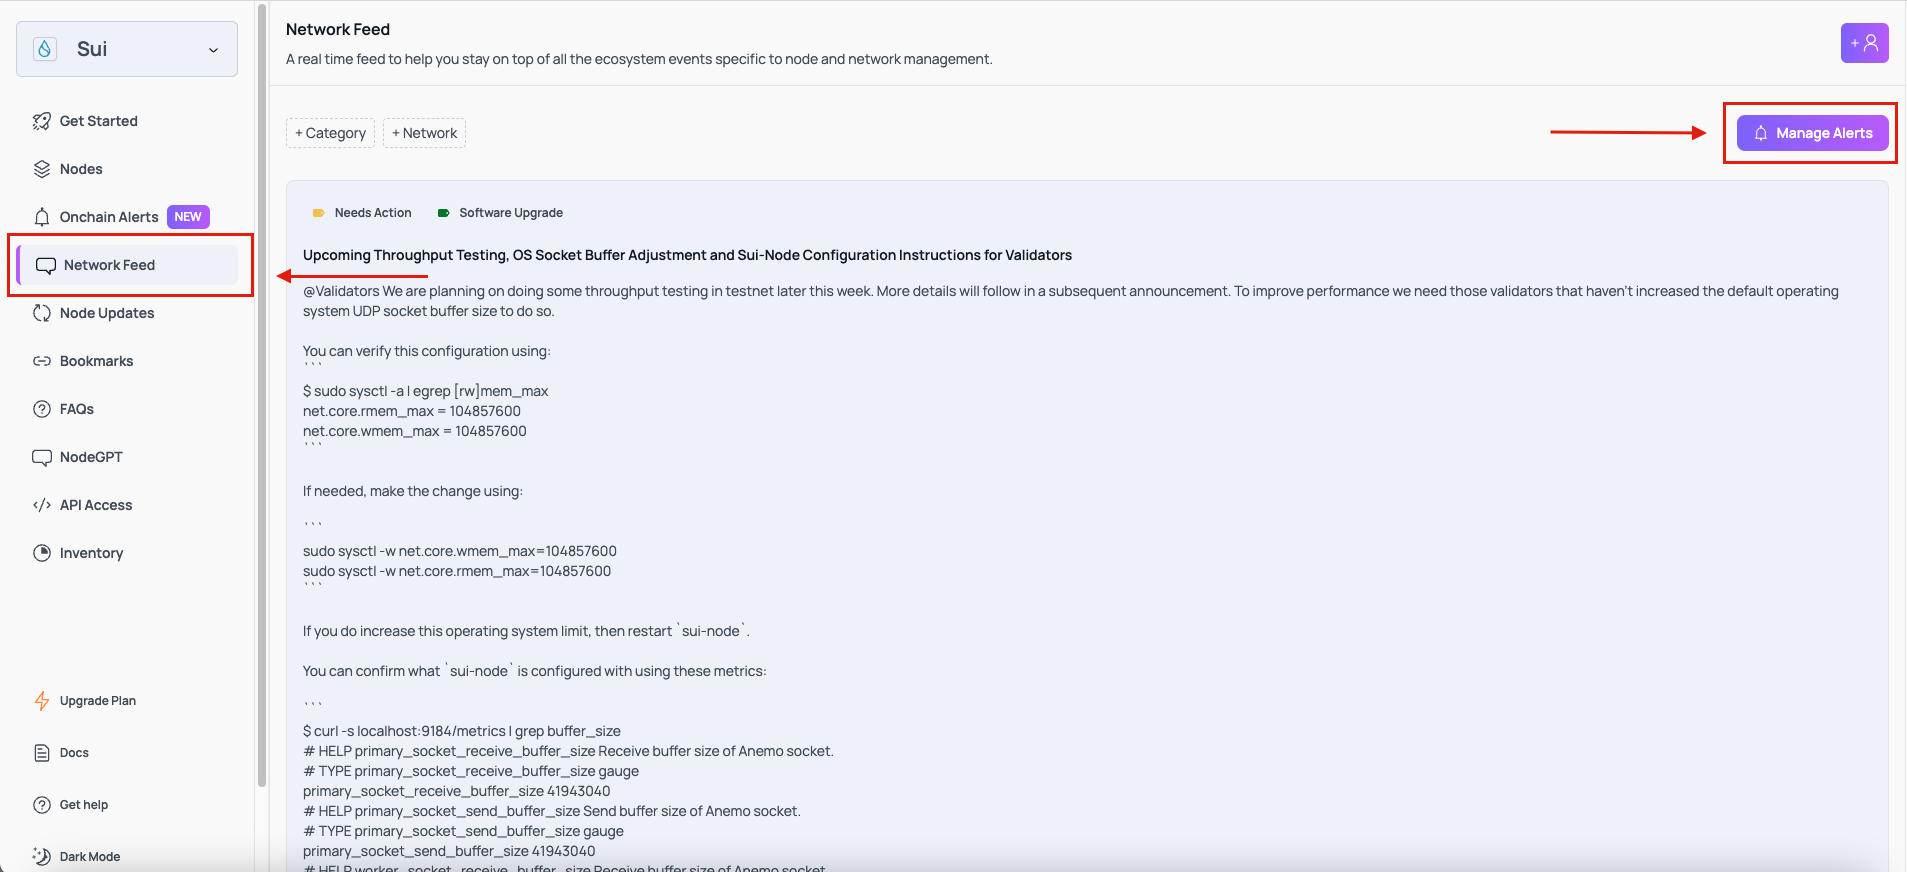 Sui
Get Started
Nodes
Onchain Alerts NEW
Network Feed
Node Updates
Bookmarks
FAQs
NodeGPT
API Access
Inventory
Upgrade Plan
Docs
Get help
Dark Mode
Network Feed
A real time feed to help you stay on top of all the ecosystem events specific to node and network management.
+
+ Category + Network
Manage Alerts
Needs Action Software Upgrade
Upcoming Throughput Testing, OS Socket Buffer Adjustment and Sui-Node Configuration Instructions for Validators
@Validators We are planning on doing some throughput testing in testnet later this week. More details will follow in a subsequent announcement. To improve performance we need those validators that haven't increased the default operating
system UDP socket buffer size to do so.
You can verify this configuration using:
```
$ sudo sysctl -a | egrep [rw]mem_max
net.core.rmem_max = 104857600
net.core.wmem_max = 104857600
```
If needed, make the change using:
```
sudo sysctl -w net.core.wmem_max=104857600
sudo sysctl -w net.core.rmem_max=104857600
```
If you do increase this operating system limit, then restart `sui-node`.
You can confirm what `sui-node` is configured with using these metrics:
```
$ curl -s localhost:9184/metrics | grep buffer_size
# HELP primary_socket_receive_buffer_size Receive buffer size of Anemo socket.
# TYPE primary_socket_receive_buffer_size gauge
primary_socket_receive_buffer_size 41943040
# HELP primary_socket_send_buffer_size Send buffer size of Anemo socket.
# TYPE primary_socket_send_buffer_size gauge
primary_socket_send_buffer_size 41943040
# HELP worker_socket_receive_buffer_size Receive buffer size of Anemo socket.